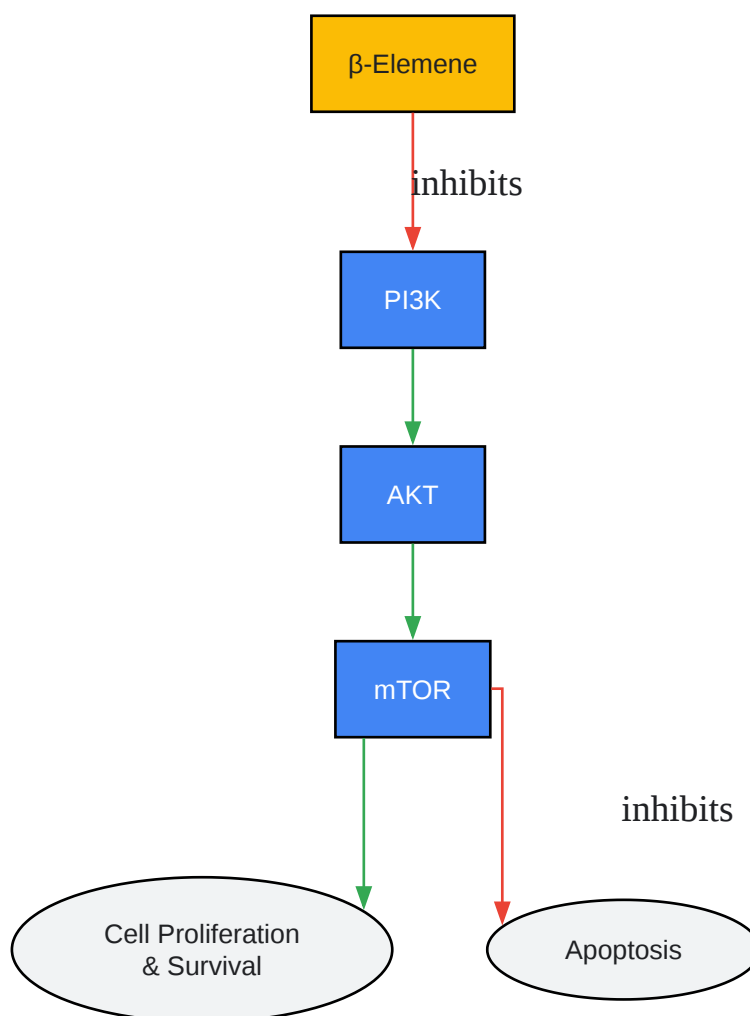 β-Elemene
inhibits
PI3K
AKT
mTOR
inhibits
Cell Proliferation
& Survival
Apoptosis